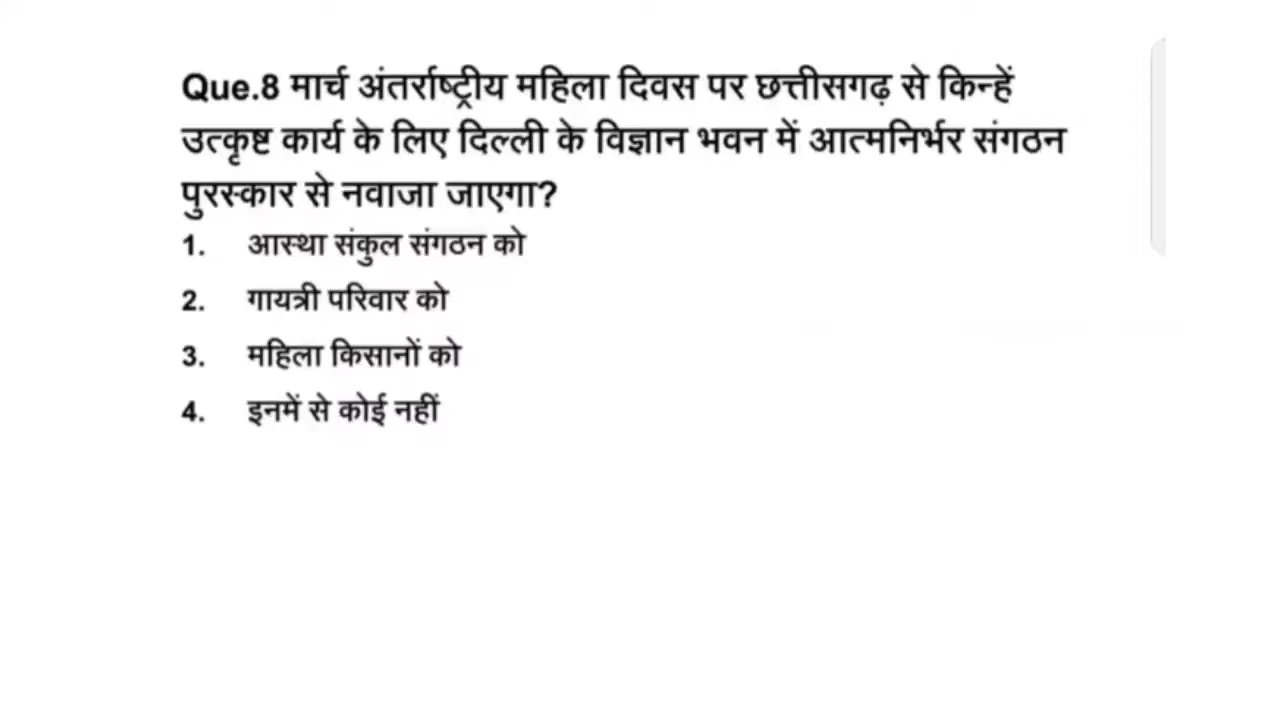 Que.8 मार्च अंतर्राष्ट्रीय महिला दिवस पर छत्तीसगढ़ से किन्हें
उत्कृष्ट कार्य के लिए दिल्ली के विज्ञान भवन में आत्मनिर्भर संगठन
पुरस्कार से नवाजा जाएगा?
1. आस्था संकुल संगठन को
2. गायत्री परिवार को
3. महिला किसानों को
4. इनमें से कोई नहीं